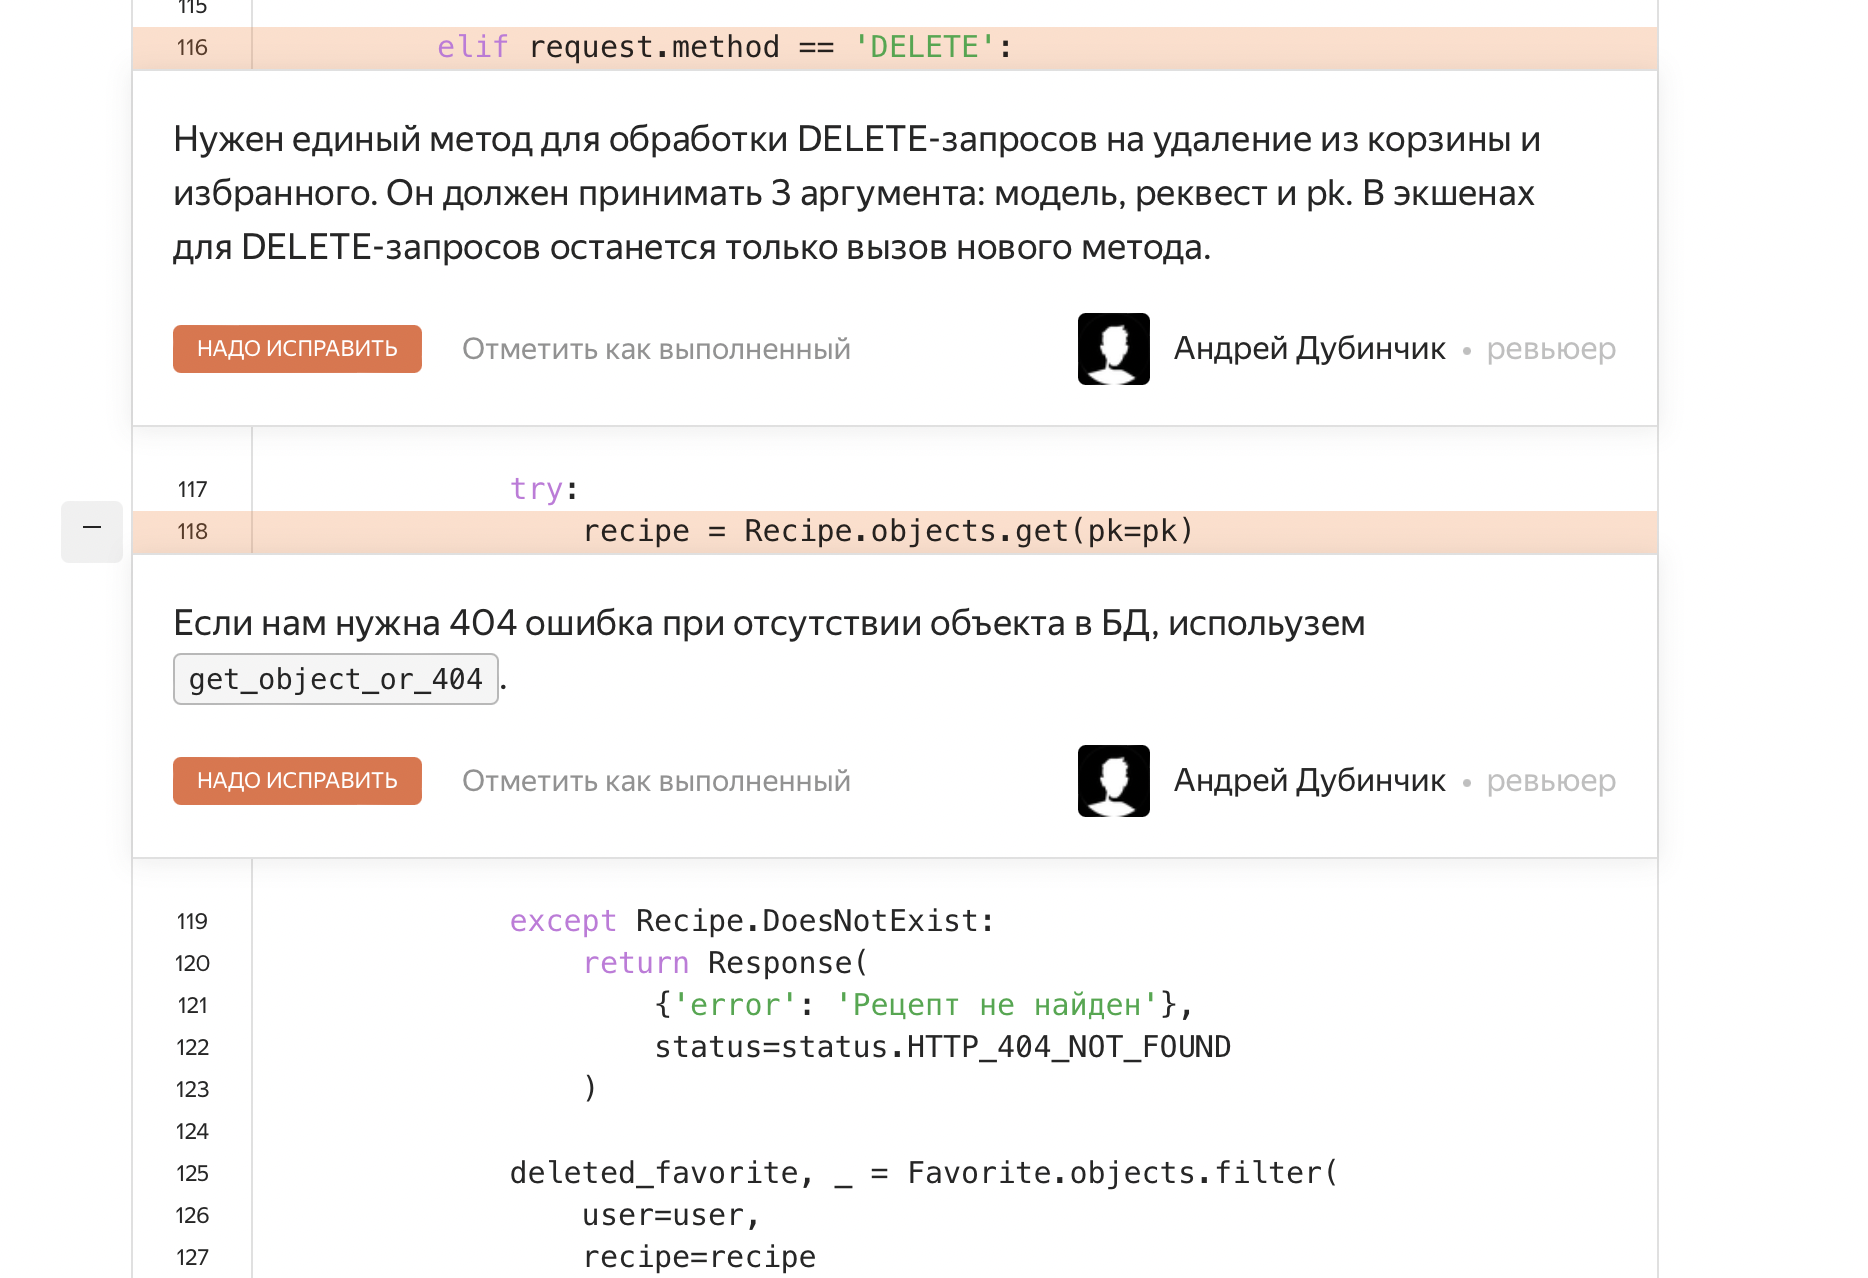 115
116 elif request.method == 'DELETE':
Нужен единый метод для обработки DELETE-запросов на удаление из корзины и
избранного. Он должен принимать 3 аргумента: модель, реквест и pk. В экшенах
для DELETE-запросов останется только вызов нового метода.
НАДО ИСПРАВИТЬ Отметить как выполненный Андрей Дубинчик • ревьюер
117 try:
118 recipe = Recipe.objects.get(pk=pk)
Если нам нужна 404 ошибка при отсутствии объекта в БД, использузем
get_object_or_404.
НАДО ИСПРАВИТЬ Отметить как выполненный Андрей Дубинчик • ревьюер
119 except Recipe.DoesNotExist:
120 return Response(
121 {'error': 'Рецепт не найден'},
122 status=status.HTTP_404_NOT_FOUND
123 )
124
125 deleted_favorite, _ = Favorite.objects.filter(
126 user=user,
127 recipe=recipe